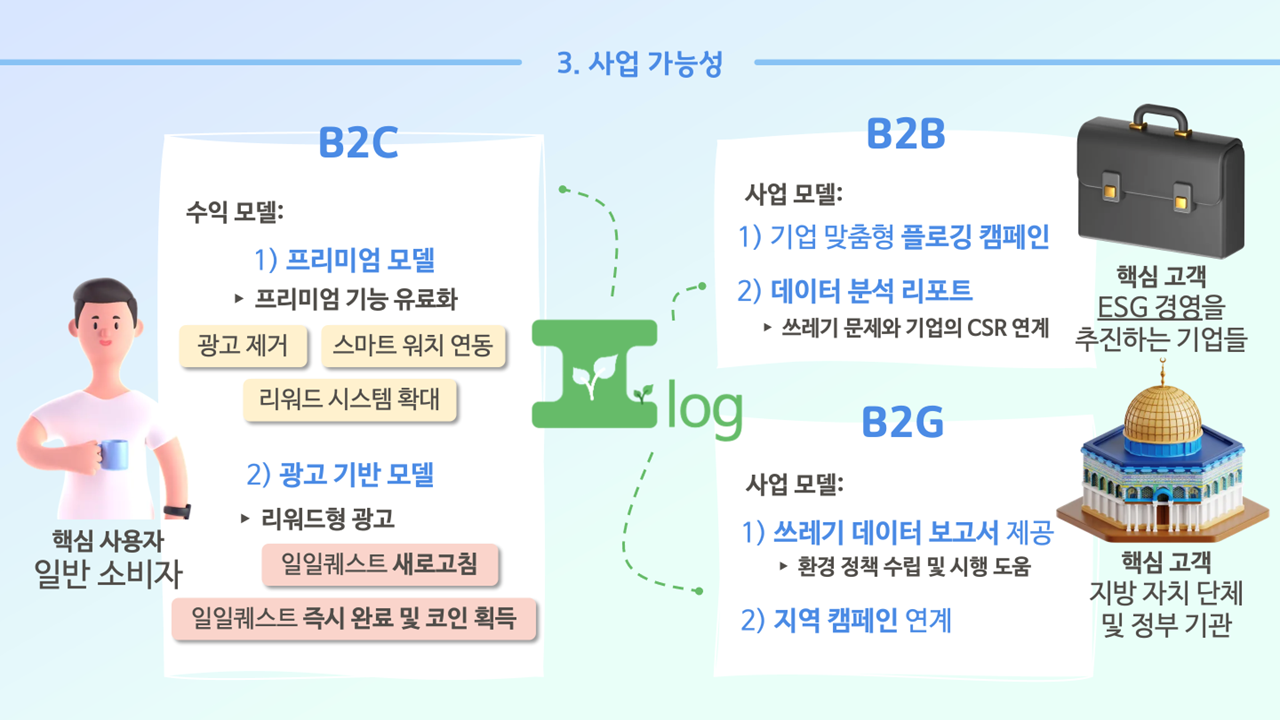 3. 사업 가능성
B2C
수익 모델:
1) 프리미엄 모델
▸ 프리미엄 기능 유료화
광고 제거
스마트 워치 연동
리워드 시스템 확대
2) 광고 기반 모델
▸ 리워드형 광고
일일퀘스트 새로고침
일일퀘스트 즉시 완료 및 코인 획득
핵심 사용자
일반 소비자
log
B2B
사업 모델:
1) 기업 맞춤형 플로깅 캠페인
2) 데이터 분석 리포트
▸ 쓰레기 문제와 기업의 CSR 연계
핵심 고객
ESG 경영을
추진하는 기업들
B2G
사업 모델:
1) 쓰레기 데이터 보고서 제공
▸ 환경 정책 수립 및 시행 도움
2) 지역 캠페인 연계
핵심 고객
지방 자치 단체
및 정부 기관